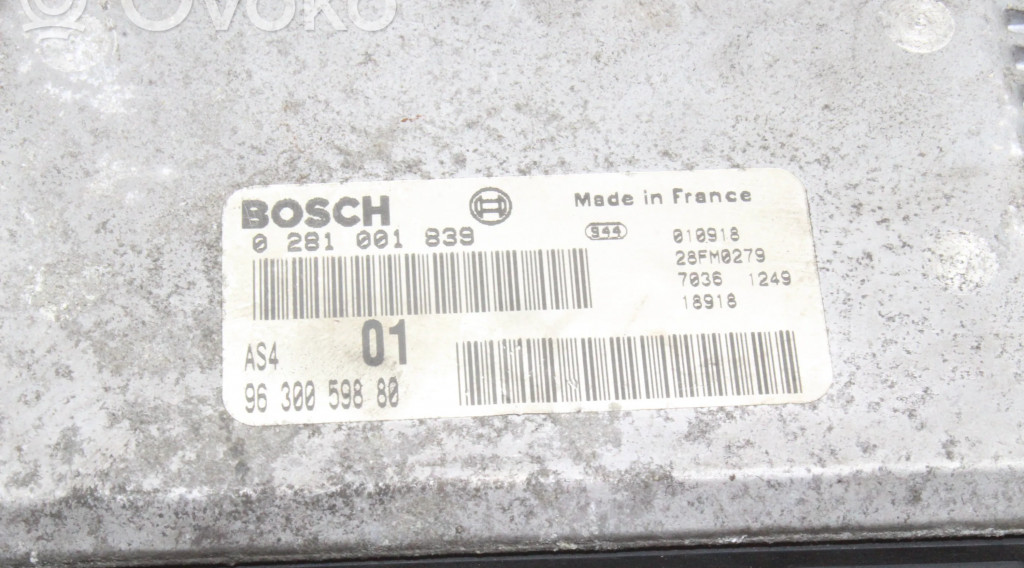 OVOKO
BOSCH
Made in France
0 281 001 839
944
010918
28FM0279
7036 1249
18918
AS4 01
96 300 598 80